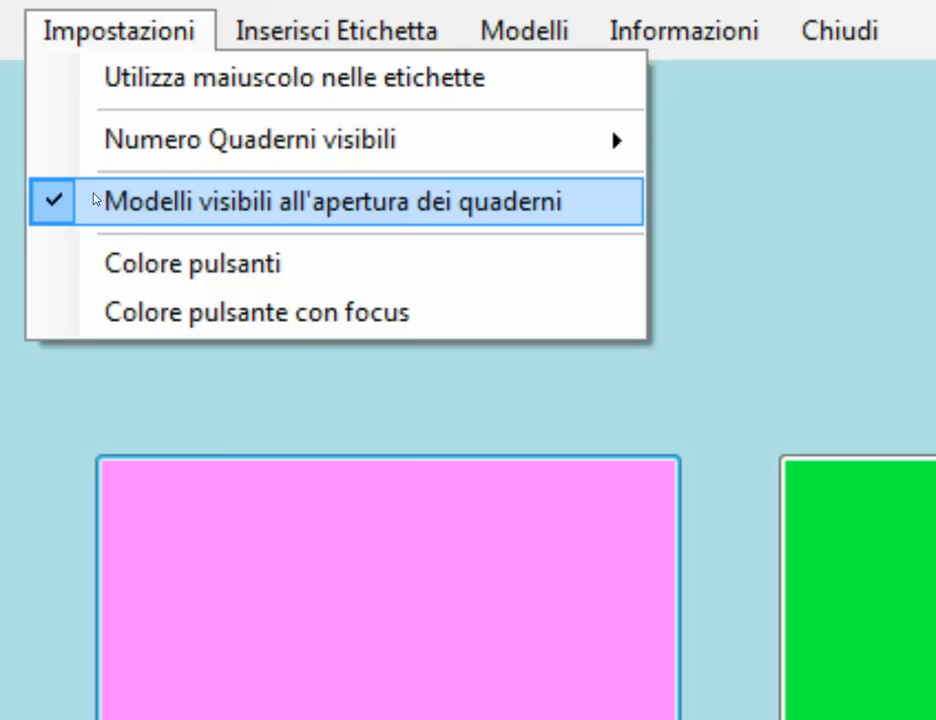 Impostazioni Inserisci Etichetta Modelli Informazioni Chiudi
Utilizza maiuscolo nelle etichette
Numero Quaderni visibili
Modelli visibili all'apertura dei quaderni
Colore pulsanti
Colore pulsante con focus